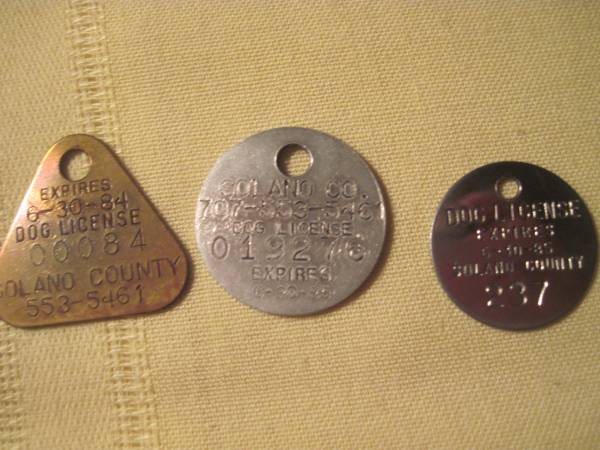 EXPIRES
6-30-84
DOG LICENSE
00084
SOLANO COUNTY
553-5461
SOLANO CO.
707-553-5461
DOG LICENSE
019276
EXPIRES
DOG LICENSE
EXPIRES
SOLANO COUNTY
237